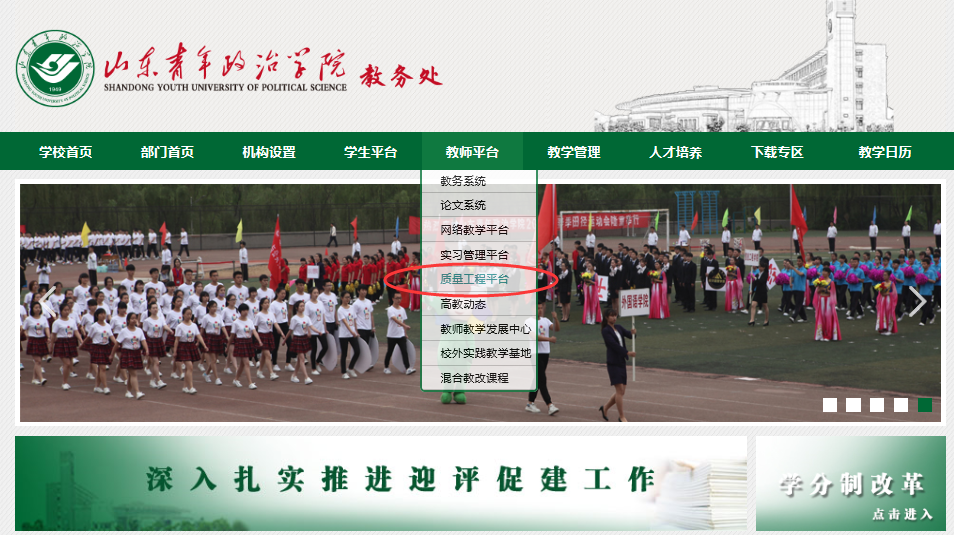 山东青年政治学院 教务处
SHANDONG YOUTH UNIVERSITY OF POLITICAL SCIENCE
1949
学校首页 部门首页 机构设置 学生平台 教师平台 教学管理 人才培养 下载专区 教学日历
教务系统
论文系统
网络教学平台
实习管理平台
质量工程平台
高教动态
教师教学发展中心
校外实践教学基地
混合教改课程
外国语学院
深入扎实推进迎评促建工作
学分制改革
点击进入